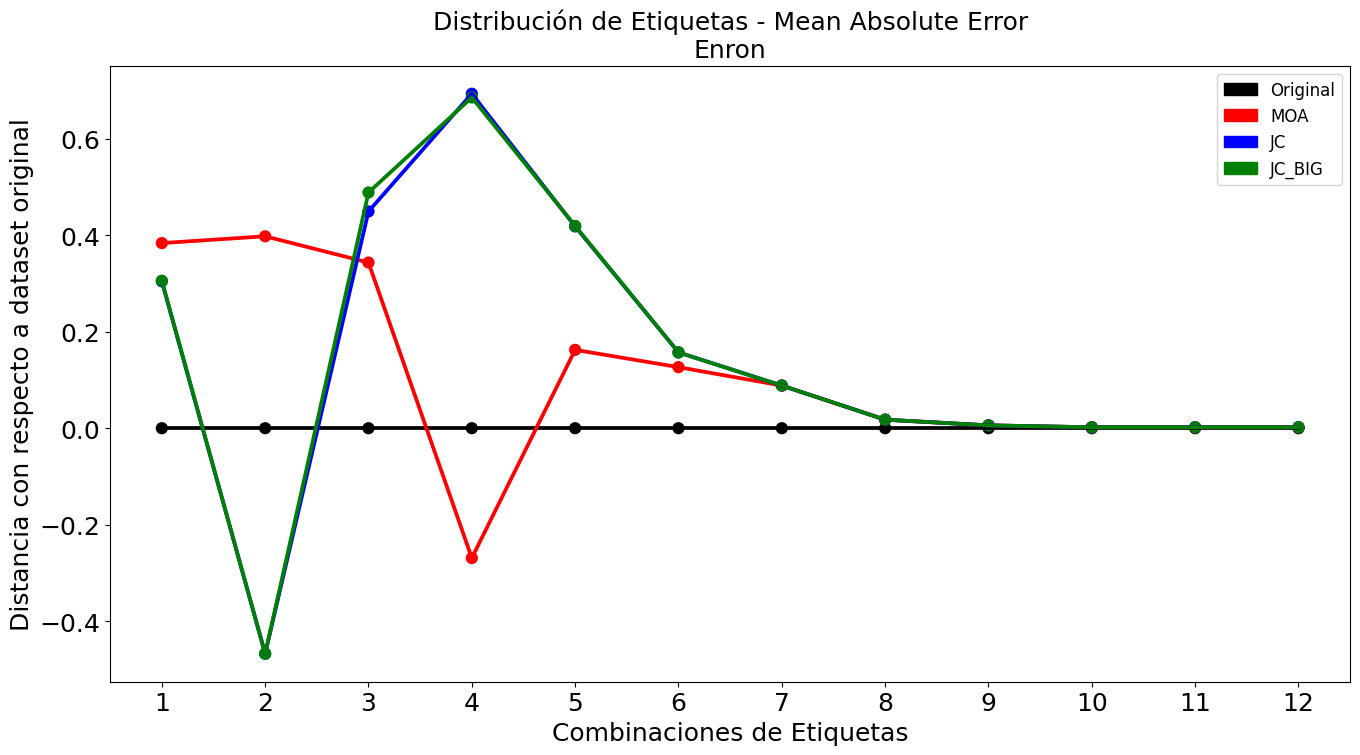 Distribución de Etiquetas - Mean Absolute Error
Enron
Original
MOA
JC
JC_BIG
Distancia con respecto a dataset original
0.6
0.4
0.2
0.0
−0.2
−0.4
1 2 3 4 5 6 7 8 9 10 11 12
Combinaciones de Etiquetas